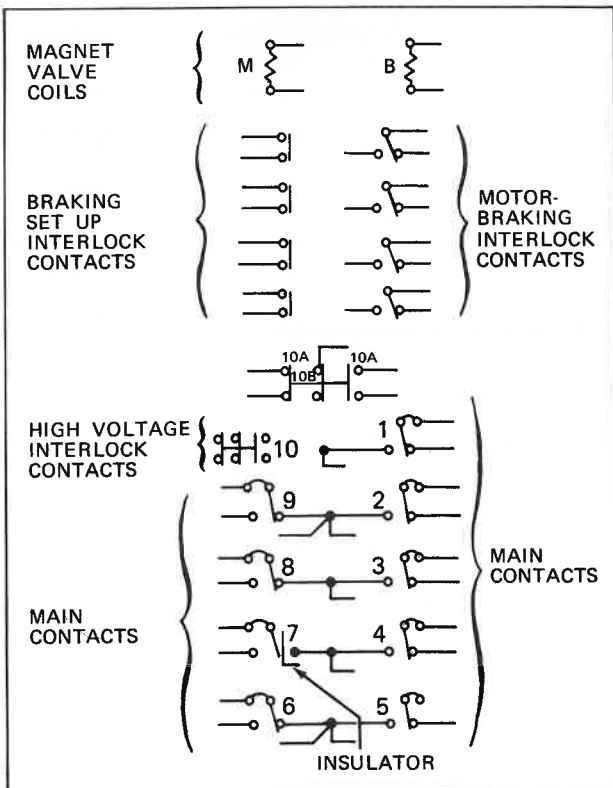 MAGNET
VALVE
COILS
M
B
BRAKING
SET UP
INTERLOCK
CONTACTS
MOTOR-
BRAKING
INTERLOCK
CONTACTS
10A
10A
10B
HIGH VOLTAGE
INTERLOCK
CONTACTS
10
1
9
2
8
3
MAIN
CONTACTS
MAIN
CONTACTS
7
4
6
5
INSULATOR